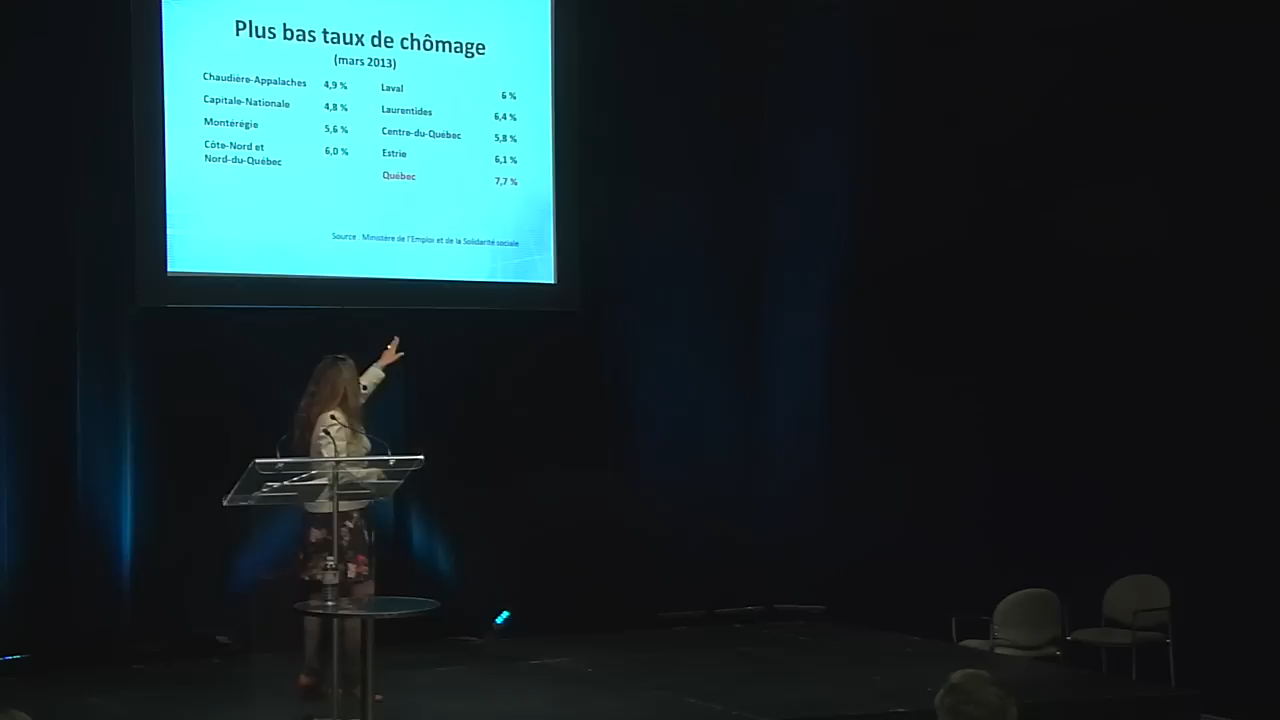 Plus bas taux de chômage
(mars 2013)
Chaudière-Appalaches 4,9 %
Capitale-Nationale 4,8 %
Montérégie 5,6 %
Côte-Nord et 6,0 %
Nord-du-Québec
Laval 6 %
Laurentides 6,4 %
Centre-du-Québec 5,8 %
Estrie 6,1 %
Québec 7,7 %
Source : Ministère de l'Emploi et de la Solidarité sociale